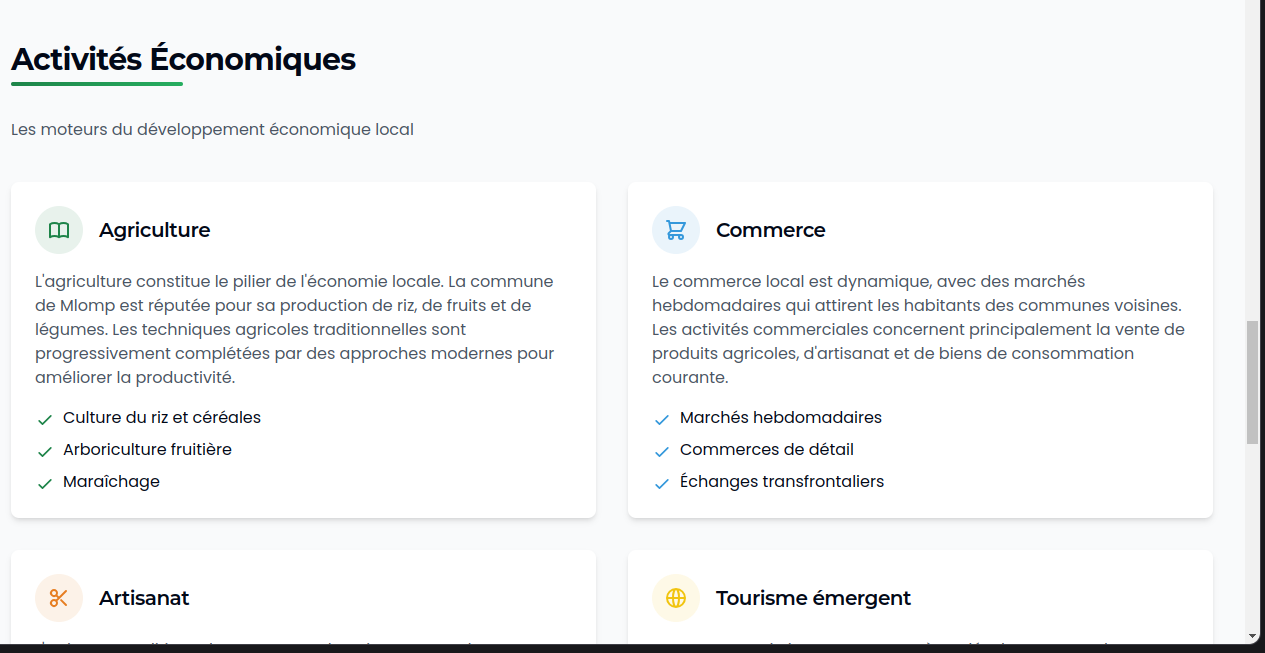 Activités Économiques
Les moteurs du développement économique local
Agriculture
L'agriculture constitue le pilier de l'économie locale. La commune
de Mlomp est réputée pour sa production de riz, de fruits et de
légumes. Les techniques agricoles traditionnelles sont
progressivement complétées par des approches modernes pour
améliorer la productivité.
Culture du riz et céréales
Arboriculture fruitière
Maraîchage
Commerce
Le commerce local est dynamique, avec des marchés
hebdomadaires qui attirent les habitants des communes voisines.
Les activités commerciales concernent principalement la vente de
produits agricoles, d'artisanat et de biens de consommation
courante.
Marchés hebdomadaires
Commerces de détail
Échanges transfrontaliers
Artisanat
Tourisme émergent